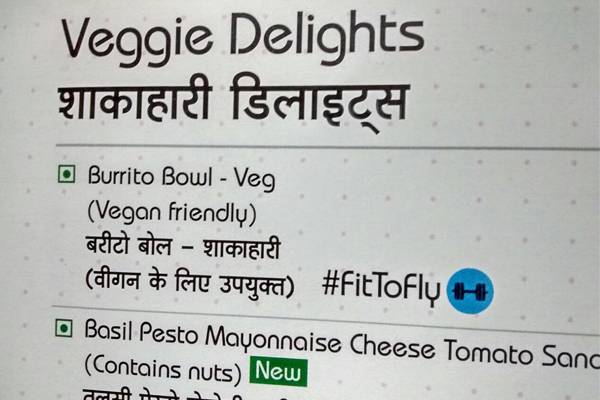 Veggie Delights
शाकाहारी डिलाइट्स
Burrito Bowl - Veg
(Vegan friendly)
बरीटो बोल – शाकाहारी
(वीगन के लिए उपयुक्त) #FitToFly
Basil Pesto Mayonnaise Cheese Tomato
(Contains nuts) New